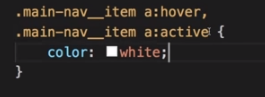 .main-nav__item a:hover,
.main-nav__item a:active {
    color: white;
}